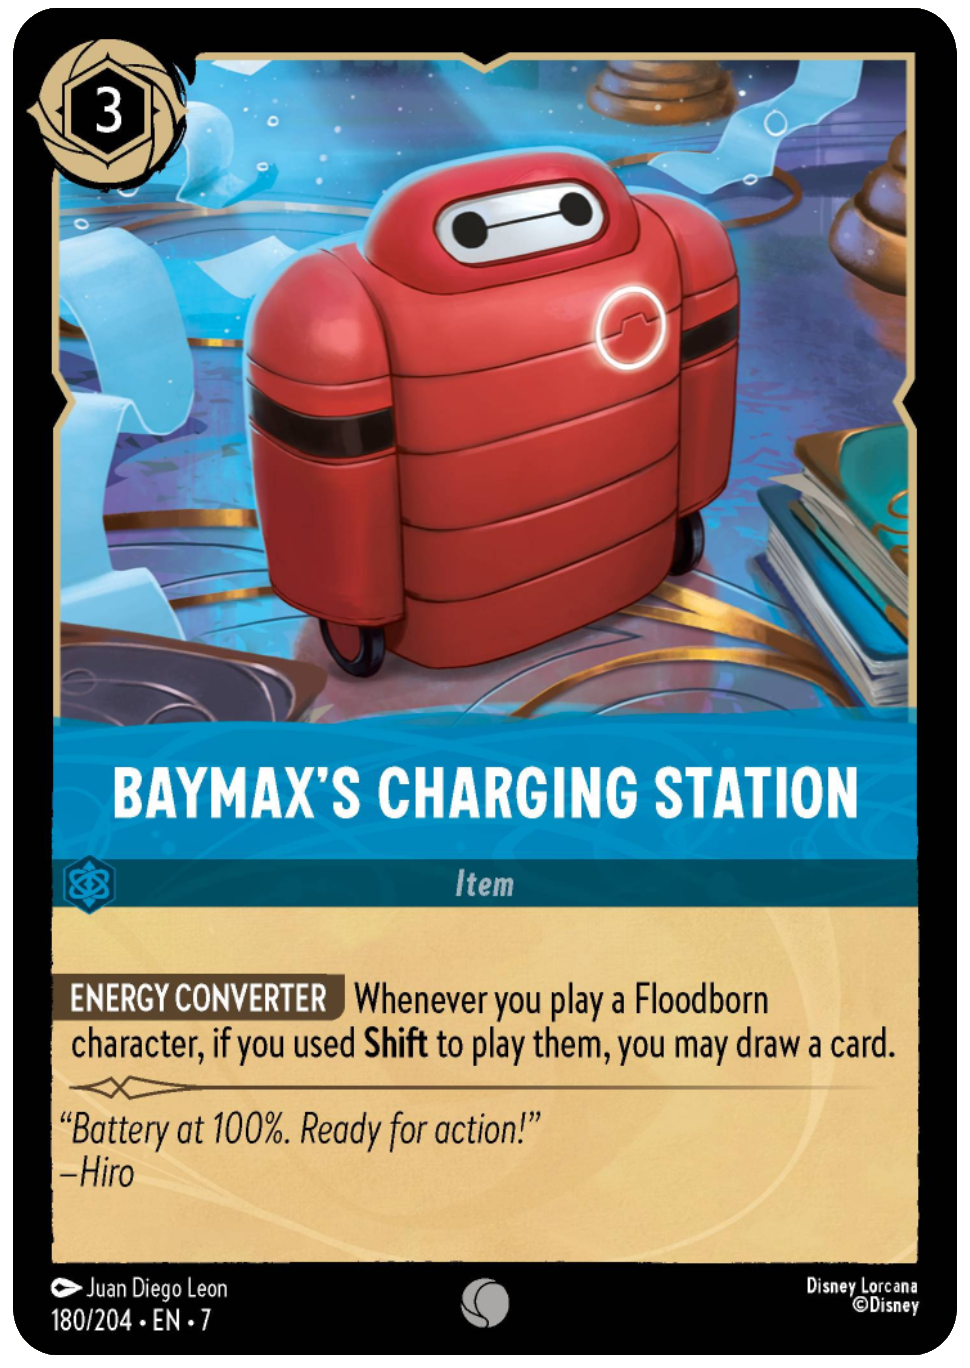 3
BAYMAX'S CHARGING STATION
Item
ENERGY CONVERTER Whenever you play a Floodborn
character, if you used Shift to play them, you may draw a card.
“Battery at 100%. Ready for action!”
–Hiro
Juan Diego Leon
180/204 • EN • 7
Disney Lorcana
©Disney